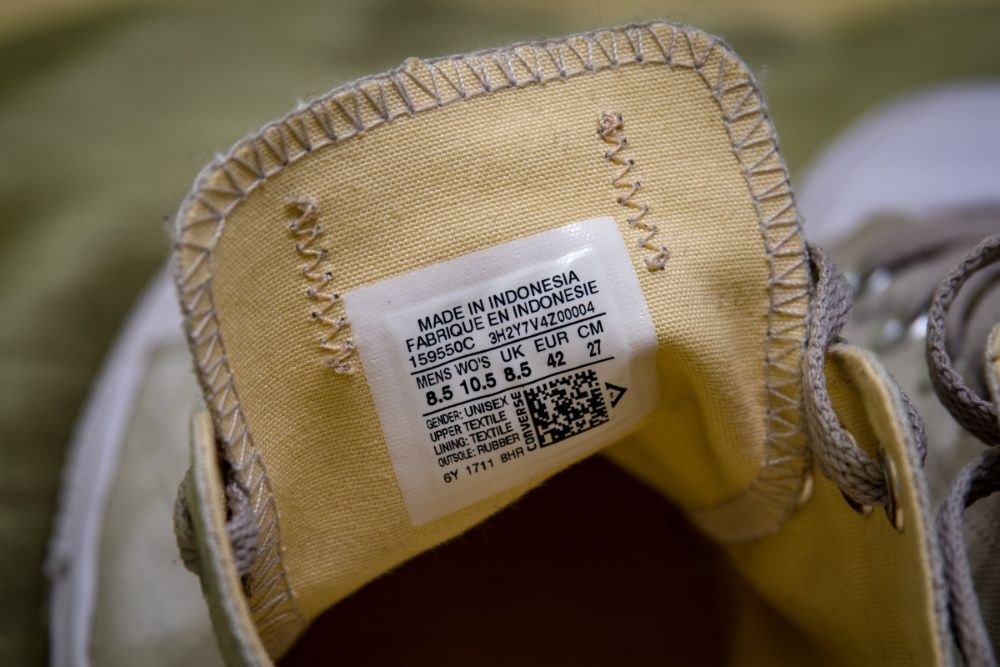 MADE IN INDONESIA
FABRIQUE EN INDONESIE
159550C 3H2Y7V4Z00004
MENS WO'S UK EUR CM
8.5 10.5 8.5 42 27
GENDER: UNISEX
UPPER TEXTILE
LINING: TEXTILE
OUTSOLE: RUBBER
CONVERSE
6Y 1711 BHR